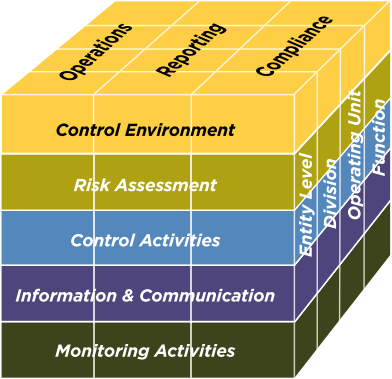 Operations
Reporting
Compliance
Control Environment
Risk Assessment
Control Activities
Information & Communication
Monitoring Activities
Entity Level
Division
Operating Unit
Function